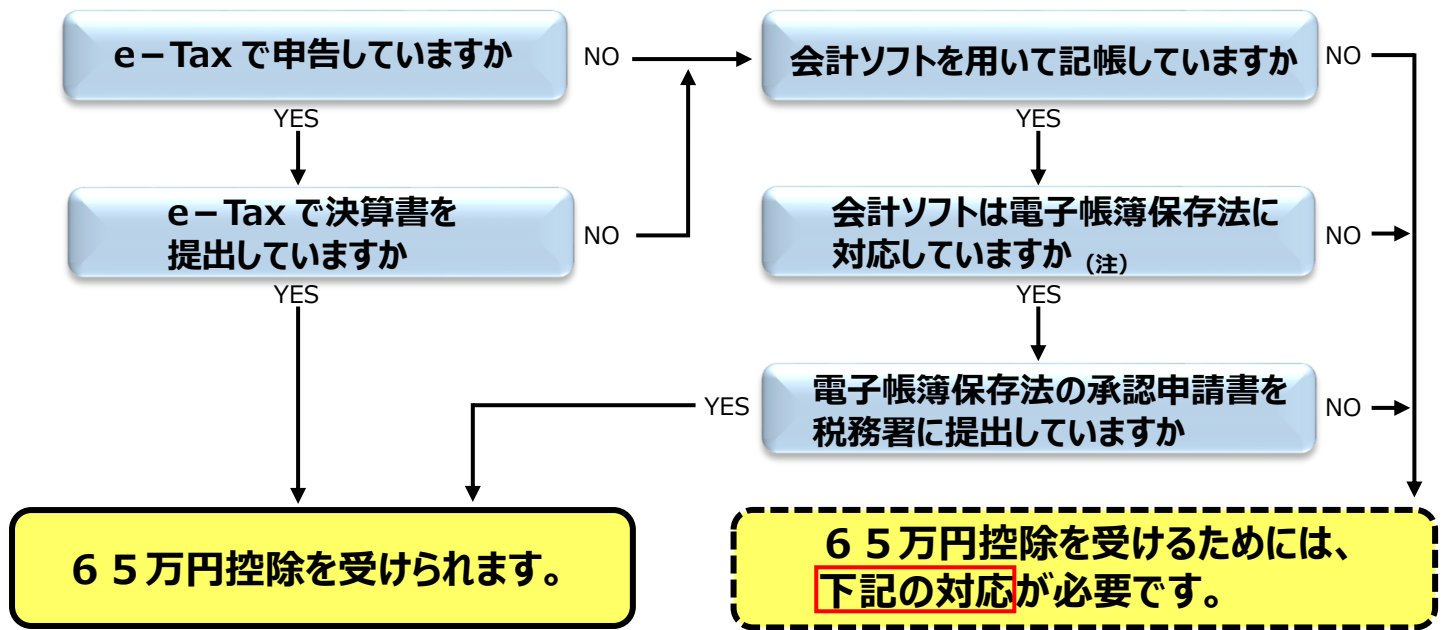 e－Tax で申告していますか
NO
会計ソフトを用いて記帳していますか
NO
YES
YES
e－Tax で決算書を
提出していますか
NO
会計ソフトは電子帳簿保存法に
対応していますか（注）
NO
YES
YES
電子帳簿保存法の承認申請書を
税務署に提出していますか
YES
NO
６５万円控除を受けられます。
６５万円控除を受けるためには、
下記の対応が必要です。